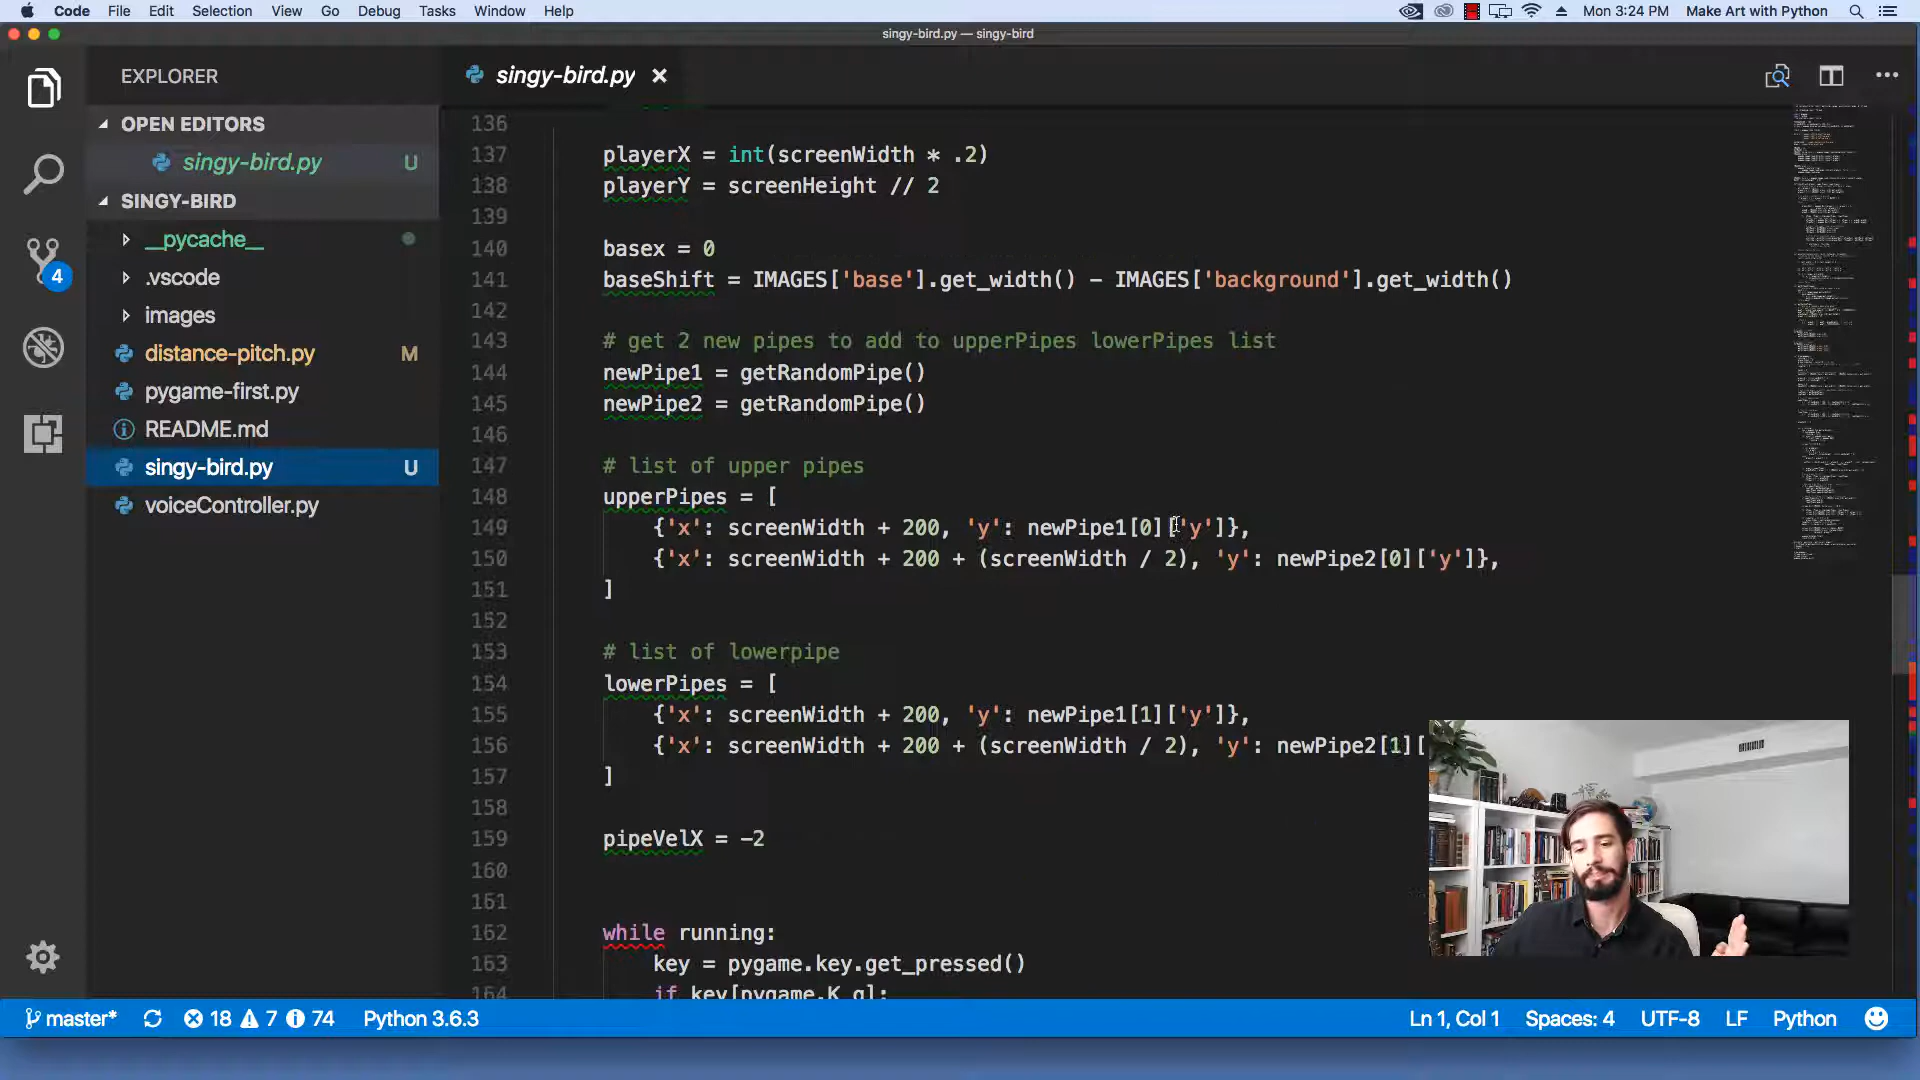 Code File Edit Selection View Go Debug Tasks Window Help Mon 3:24 PM Make Art with Python
singy-bird.py — singy-bird
EXPLORER
OPEN EDITORS
singy-bird.py U
SINGY-BIRD
__pycache__
.vscode
images
distance-pitch.py M
pygame-first.py
README.md
singy-bird.py U
voiceController.py
4
singy-bird.py
136
137 playerX = int(screenWidth * .2)
138 playerY = screenHeight // 2
139
140 basex = 0
141 baseShift = IMAGES['base'].get_width() - IMAGES['background'].get_width()
142
143 # get 2 new pipes to add to upperPipes lowerPipes list
144 newPipe1 = getRandomPipe()
145 newPipe2 = getRandomPipe()
146
147 # list of upper pipes
148 upperPipes = [
149 {'x': screenWidth + 200, 'y': newPipe1[0]['y']},
150 {'x': screenWidth + 200 + (screenWidth / 2), 'y': newPipe2[0]['y']},
151 ]
152
153 # list of lowerpipe
154 lowerPipes = [
155 {'x': screenWidth + 200, 'y': newPipe1[1]['y']},
156 {'x': screenWidth + 200 + (screenWidth / 2), 'y': newPipe2[1][
157 ]
158
159 pipeVelX = -2
160
161
162 while running:
163 key = pygame.key.get_pressed()
164 if key[pygame.K_q]:
master* 18 7 74 Python 3.6.3 Ln 1, Col 1 Spaces: 4 UTF-8 LF Python